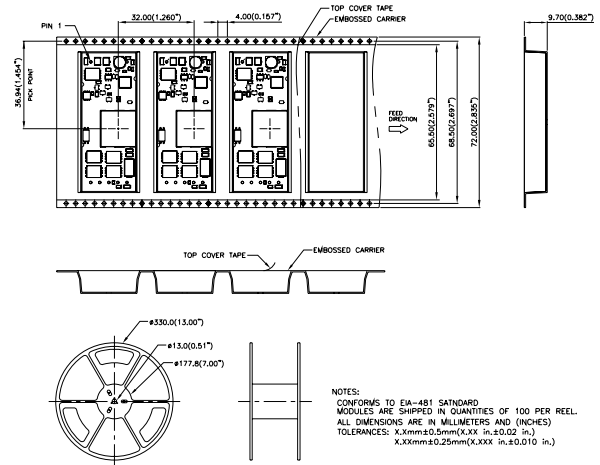 TOP COVER TAPE
EMBOSSED CARRIER
32.00(1.260")
4.00(0.157")
9.70(0.382")
PIN 1
36.94(1.454")
PICK POINT
FEED
DIRECTION
65.50(2.579")
68.50(2.697")
72.00(2.835")
TOP COVER TAPE
EMBOSSED CARRIER
ø330.0(13.00")
ø13.0(0.51")
ø177.8(7.00")
NOTES:
CONFORMS TO EIA-481 SATNDARD
MODULES ARE SHIPPED IN QUANTITIES OF 100 PER REEL.
ALL DIMENSIONS ARE IN MILLIMETERS AND (INCHES)
TOLERANCES: X.Xmm±0.5mm(X.XX in.±0.02 in.)
X.XXmm±0.25mm(X.XXX in.±0.010 in.)